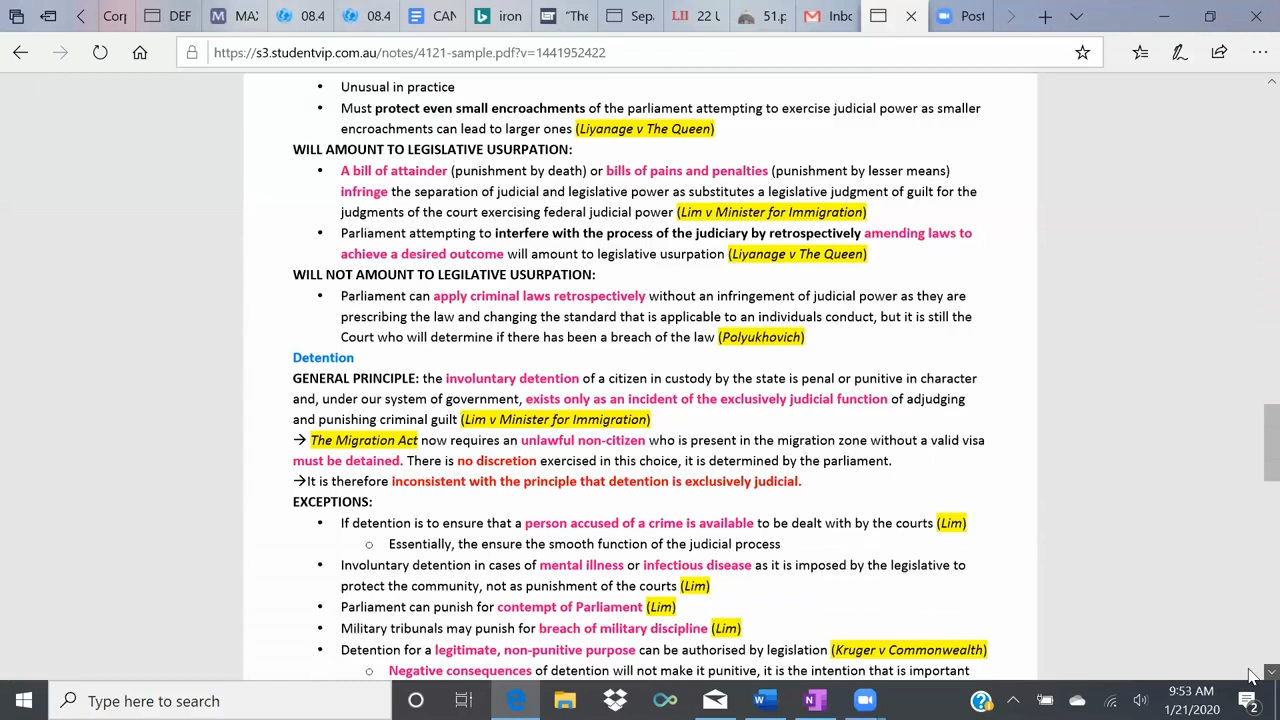 Cor
DEF
MAX
08.4
08.4
CAN
iron
"The
Sep
LII 22 U
51.p
Inbc
Post
https://s3.studentvip.com.au/notes/4121-sample.pdf?v=1441952422
• Unusual in practice
• Must protect even small encroachments of the parliament attempting to exercise judicial power as smaller
encroachments can lead to larger ones (Liyanage v The Queen)
WILL AMOUNT TO LEGISLATIVE USURPATION:
• A bill of attainder (punishment by death) or bills of pains and penalties (punishment by lesser means)
infringe the separation of judicial and legislative power as substitutes a legislative judgment of guilt for the
judgments of the court exercising federal judicial power (Lim v Minister for Immigration)
• Parliament attempting to interfere with the process of the judiciary by retrospectively amending laws to
achieve a desired outcome will amount to legislative usurpation (Liyanage v The Queen)
WILL NOT AMOUNT TO LEGILATIVE USURPATION:
• Parliament can apply criminal laws retrospectively without an infringement of judicial power as they are
prescribing the law and changing the standard that is applicable to an individuals conduct, but it is still the
Court who will determine if there has been a breach of the law (Polyukhovich)
Detention
GENERAL PRINCIPLE: the involuntary detention of a citizen in custody by the state is penal or punitive in character
and, under our system of government, exists only as an incident of the exclusively judicial function of adjudging
and punishing criminal guilt (Lim v Minister for Immigration)
→ The Migration Act now requires an unlawful non-citizen who is present in the migration zone without a valid visa
must be detained. There is no discretion exercised in this choice, it is determined by the parliament.
→It is therefore inconsistent with the principle that detention is exclusively judicial.
EXCEPTIONS:
• If detention is to ensure that a person accused of a crime is available to be dealt with by the courts (Lim)
o Essentially, the ensure the smooth function of the judicial process
• Involuntary detention in cases of mental illness or infectious disease as it is imposed by the legislative to
protect the community, not as punishment of the courts (Lim)
• Parliament can punish for contempt of Parliament (Lim)
• Military tribunals may punish for breach of military discipline (Lim)
• Detention for a legitimate, non-punitive purpose can be authorised by legislation (Kruger v Commonwealth)
o Negative consequences of detention will not make it punitive, it is the intention that is important
Type here to search
9:53 AM
1/21/2020
2